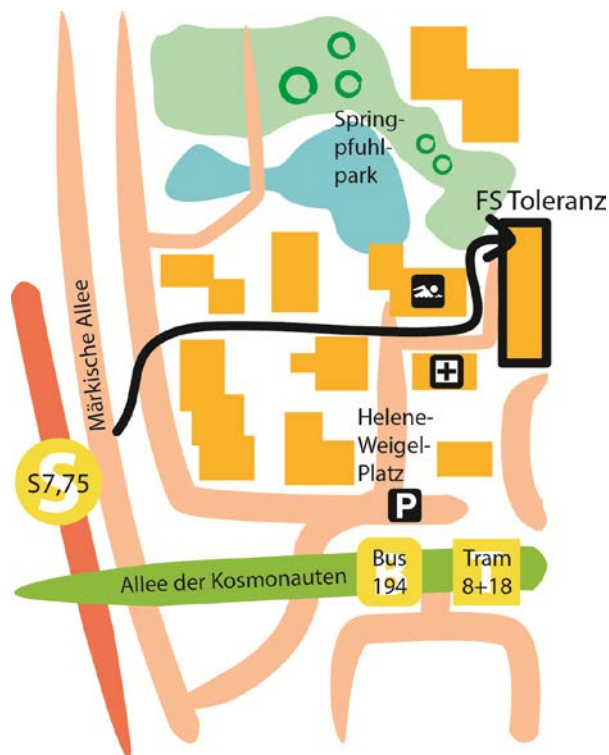 Spring-
pfuhl-
park
FS Toleranz
Märkische Allee
S
S7,75
Helene-
Weigel-
Platz
P
Allee der Kosmonauten
Bus
194
Tram
8+18